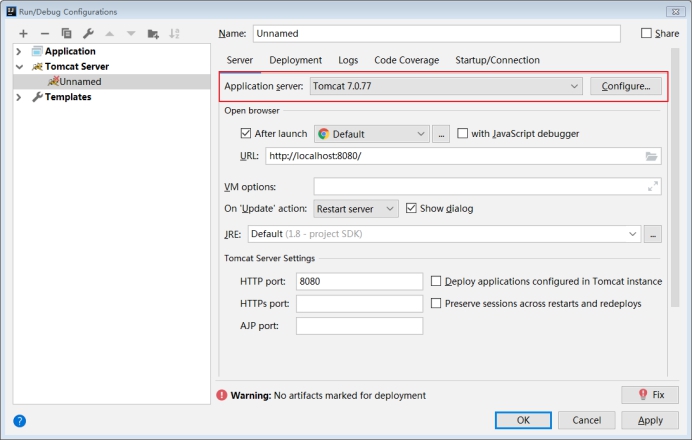 Run/Debug Configurations
Name: Unnamed
Share
Application
Tomcat Server
Unnamed
Templates
Server Deployment Logs Code Coverage Startup/Connection
Application server: Tomcat 7.0.77 Configure...
Open browser
After launch Default ... with JavaScript debugger
URL: http://localhost:8080/
VM options:
On 'Update' action: Restart server Show dialog
JRE: Default (1.8 - project SDK) ...
Tomcat Server Settings
HTTP port: 8080 Deploy applications configured in Tomcat instance
HTTPs port: Preserve sessions across restarts and redeploys
AJP port:
Warning: No artifacts marked for deployment Fix
? OK Cancel Apply